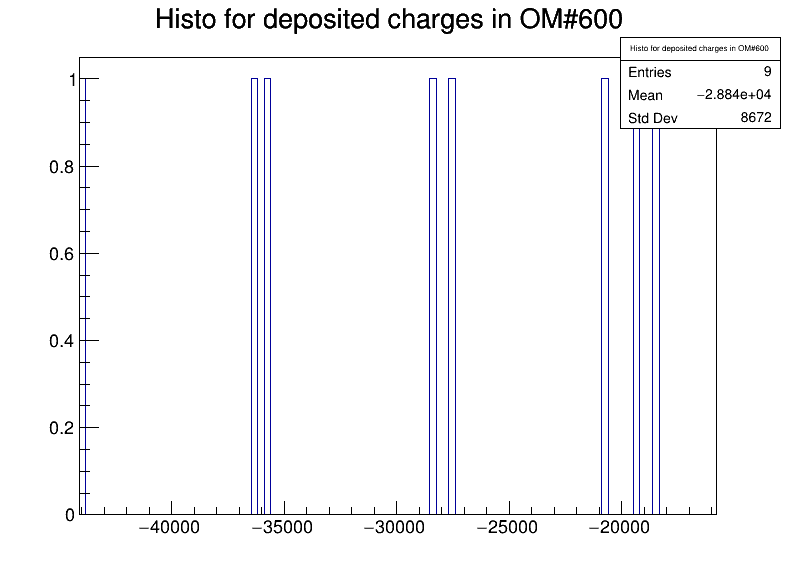 Histo for deposited charges in OM#600
Histo for deposited charges in OM#600
Entries 9
Mean −2.884e+04
Std Dev 8672
1
0.8
0.6
0.4
0.2
0
−40000 −35000 −30000 −25000 −20000